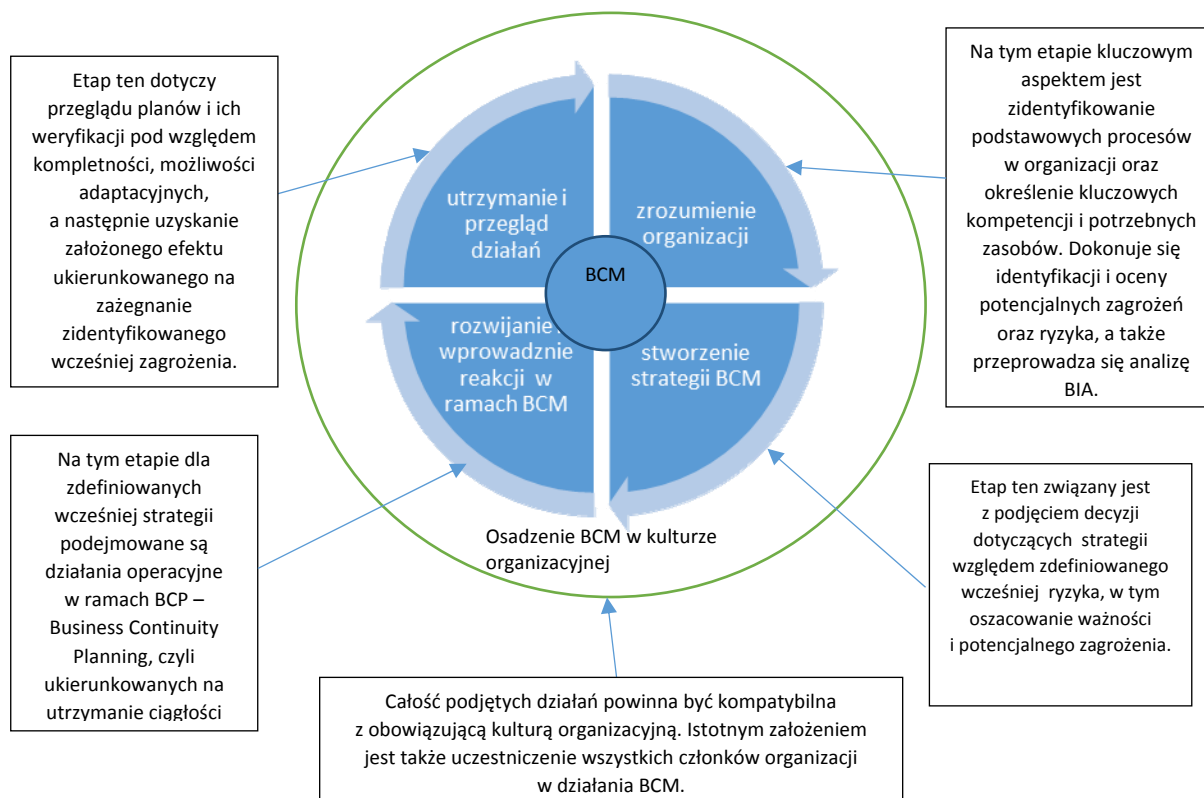 Etap ten dotyczy
przeglądu planów i ich
weryfikacji pod względem
kompletności, możliwości
adaptacyjnych,
a następnie uzyskanie
założonego efektu
ukierunkowanego na
zażegnanie
zidentyfikowanego
wcześniej zagrożenia.
Na tym etapie kluczowym
aspektem jest
zidentyfikowanie
podstawowych procesów
w organizacji oraz
określenie kluczowych
kompetencji i potrzebnych
zasobów. Dokonuje się
identyfikacji i oceny
potencjalnych zagrożeń
oraz ryzyka, a także
przeprowadza się analizę
BIA.
utrzymanie i
przegląd
działań
zrozumienie
organizacji
BCM
rozwijanie
wprowadznie
reakcji w
ramach BCM
stworzenie
strategii BCM
Osadzenie BCM w kulturze
organizacyjnej
Na tym etapie dla
zdefiniowanych
wcześniej strategii
podejmowane są
działania operacyjne
w ramach BCP –
Business Continuity
Planning, czyli
ukierunkowanych na
utrzymanie ciągłości
Etap ten związany jest
z podjęciem decyzji
dotyczących strategii
względem zdefiniowanego
wcześniej ryzyka, w tym
oszacowanie ważności
i potencjalnego zagrożenia.
Całość podjętych działań powinna być kompatybilna
z obowiązującą kulturą organizacyjną. Istotnym założeniem
jest także uczestniczenie wszystkich członków organizacji
w działania BCM.